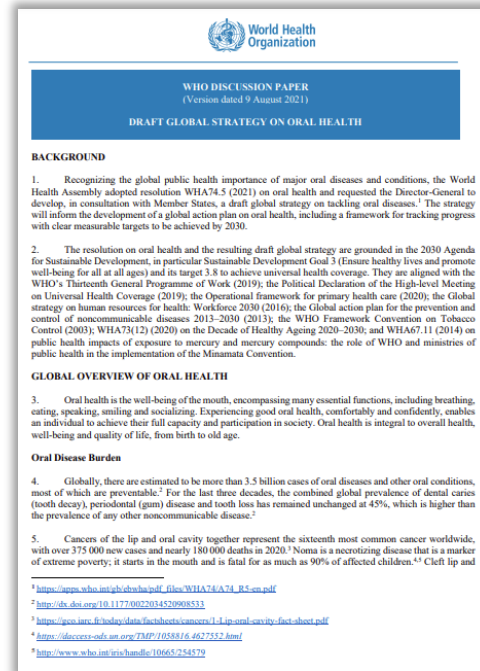 World Health
Organization
WHO DISCUSSION PAPER
(Version dated 9 August 2021)
DRAFT GLOBAL STRATEGY ON ORAL HEALTH
BACKGROUND
1. Recognizing the global public health importance of major oral diseases and conditions, the World
Health Assembly adopted resolution WHA74.5 (2021) on oral health and requested the Director-General to
develop, in consultation with Member States, a draft global strategy on tackling oral diseases.1 The strategy
will inform the development of a global action plan on oral health, including a framework for tracking progress
with clear measurable targets to be achieved by 2030.
2. The resolution on oral health and the resulting draft global strategy are grounded in the 2030 Agenda
for Sustainable Development, in particular Sustainable Development Goal 3 (Ensure healthy lives and promote
well-being for all at all ages) and its target 3.8 to achieve universal health coverage. They are aligned with the
WHO's Thirteenth General Programme of Work (2019); the Political Declaration of the High-level Meeting
on Universal Health Coverage (2019); the Operational framework for primary health care (2020); the Global
strategy on human resources for health: Workforce 2030 (2016); the Global action plan for the prevention and
control of noncommunicable diseases 2013–2030 (2013); the WHO Framework Convention on Tobacco
Control (2003); WHA73(12) (2020) on the Decade of Healthy Ageing 2020–2030; and WHA67.11 (2014) on
public health impacts of exposure to mercury and mercury compounds: the role of WHO and ministries of
public health in the implementation of the Minamata Convention.
GLOBAL OVERVIEW OF ORAL HEALTH
3. Oral health is the well-being of the mouth, encompassing many essential functions, including breathing,
eating, speaking, smiling and socializing. Experiencing good oral health, comfortably and confidently, enables
an individual to achieve their full capacity and participation in society. Oral health is integral to overall health,
well-being and quality of life, from birth to old age.
Oral Disease Burden
4. Globally, there are estimated to be more than 3.5 billion cases of oral diseases and other oral conditions,
most of which are preventable.2 For the last three decades, the combined global prevalence of dental caries
(tooth decay), periodontal (gum) disease and tooth loss has remained unchanged at 45%, which is higher than
the prevalence of any other noncommunicable disease.2
5. Cancers of the lip and oral cavity together represent the sixteenth most common cancer worldwide,
with over 375 000 new cases and nearly 180 000 deaths in 2020.3 Noma is a necrotizing disease that is a marker
of extreme poverty; it starts in the mouth and is fatal for as much as 90% of affected children.4,5 Cleft lip and
1 https://apps.who.int/gb/ebwha/pdf_files/WHA74/A74_R5-en.pdf
2 http://dx.doi.org/10.1177/0022034520908533
3 https://gco.iarc.fr/today/data/factsheets/cancers/1-Lip-oral-cavity-fact-sheet.pdf
4 https://daccess-ods.un.org/TMP/1058816.4627552.html
5 http://www.who.int/iris/handle/10665/254579